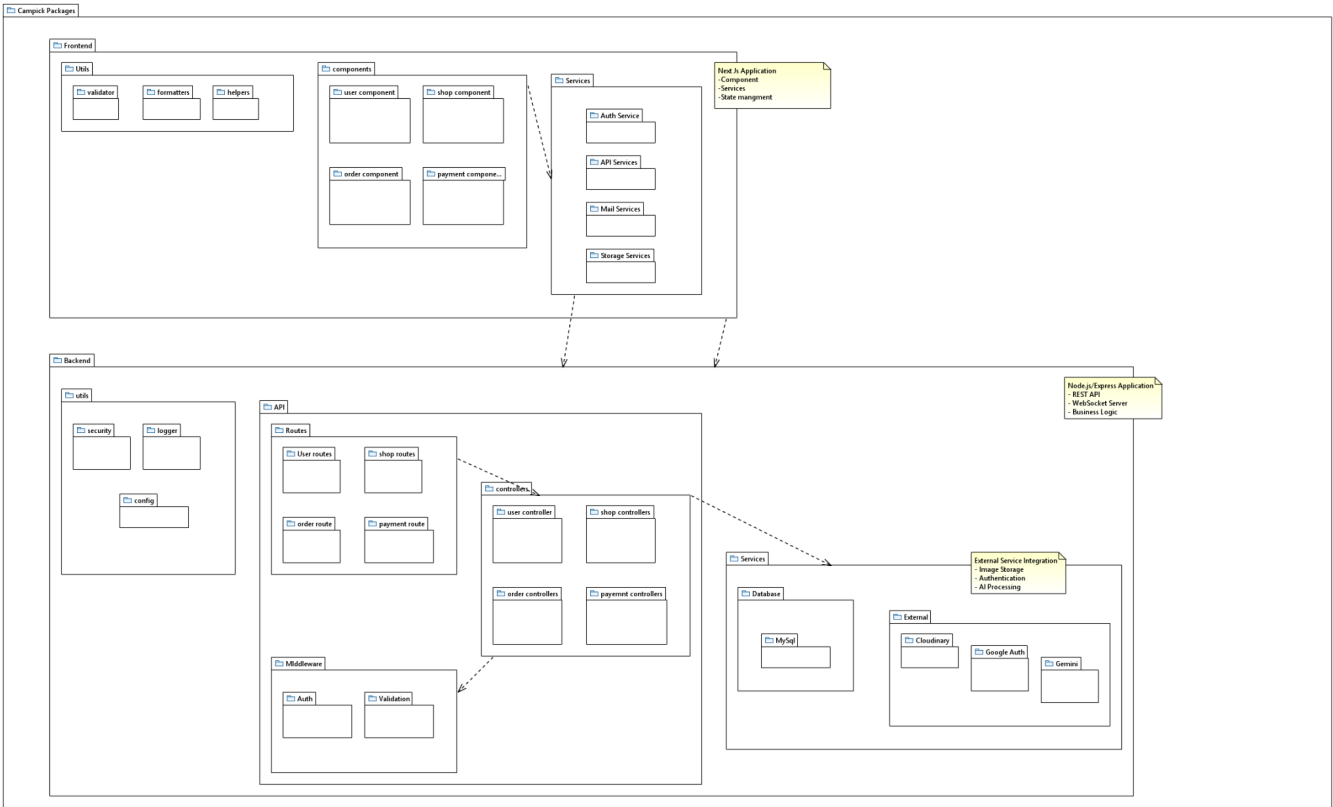 Campick Packages
Frontend
Utils
validator
formatters
helpers
components
user component
shop component
order component
payment compone...
Services
Auth Service
API Services
Mail Services
Storage Services
Next Js Application
-Component
-Services
-State mangment
Backend
utils
security
logger
config
API
Routes
User routes
shop routes
order route
payment route
controllers
user controller
shop controllers
order controllers
payemnt controllers
MIddleware
Auth
Validation
Node.js/Express Application
- REST API
- WebSocket Server
- Business Logic
Services
Database
MySql
External Service Integration
- Image Storage
- Authentication
- AI Processing
External
Cloudinary
Google Auth
Gemini